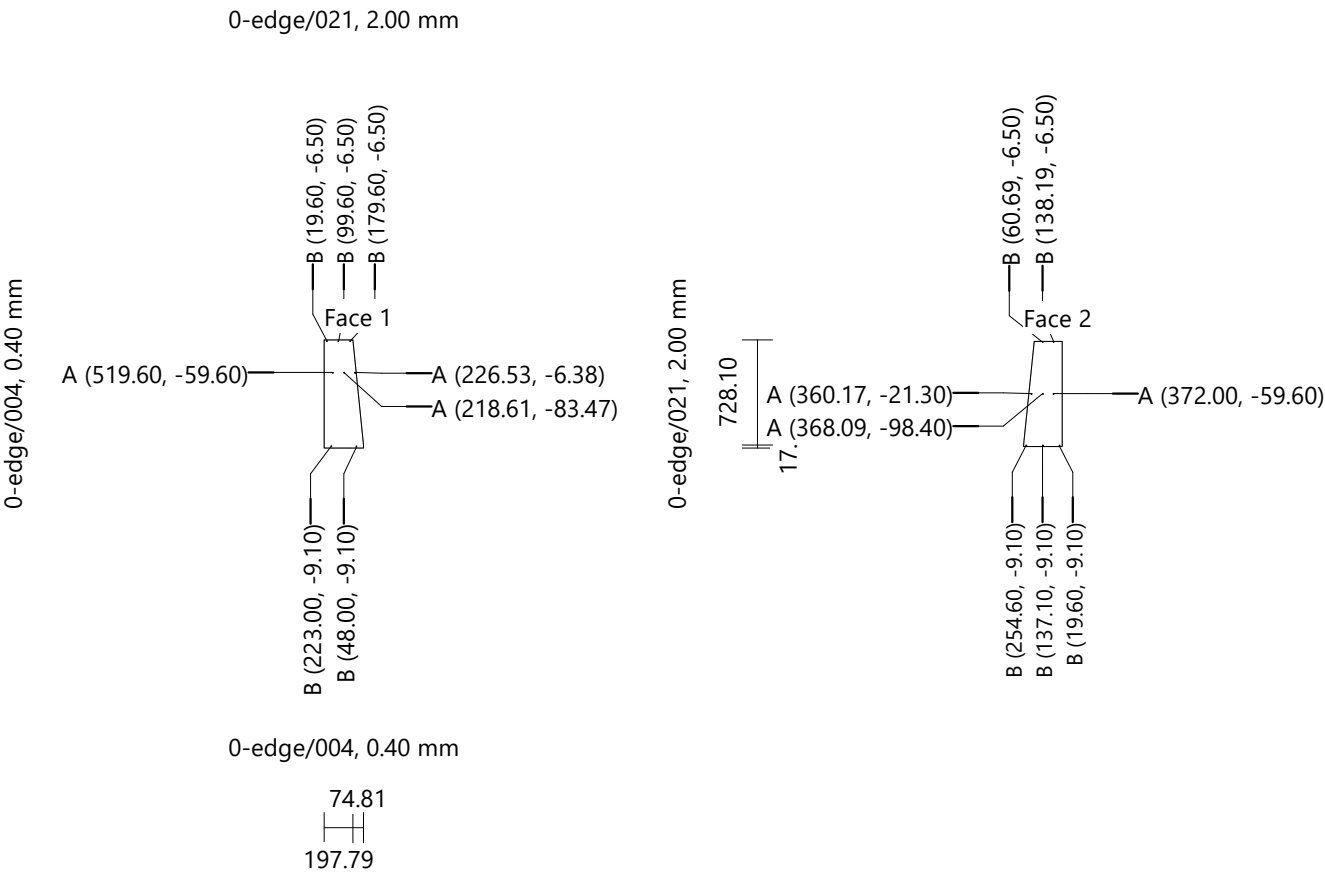 0-edge/021, 2.00 mm
B (19.60, -6.50)
B (99.60, -6.50)
B (179.60, -6.50)
B (60.69, -6.50)
B (138.19, -6.50)
0-edge/004, 0.40 mm
Face 1
A (519.60, -59.60)
A (226.53, -6.38)
A (218.61, -83.47)
B (223.00, -9.10)
B (48.00, -9.10)
0-edge/021, 2.00 mm
728.10
17.
Face 2
A (360.17, -21.30)
A (368.09, -98.40)
A (372.00, -59.60)
B (254.60, -9.10)
B (137.10, -9.10)
B (19.60, -9.10)
0-edge/004, 0.40 mm
74.81
197.79